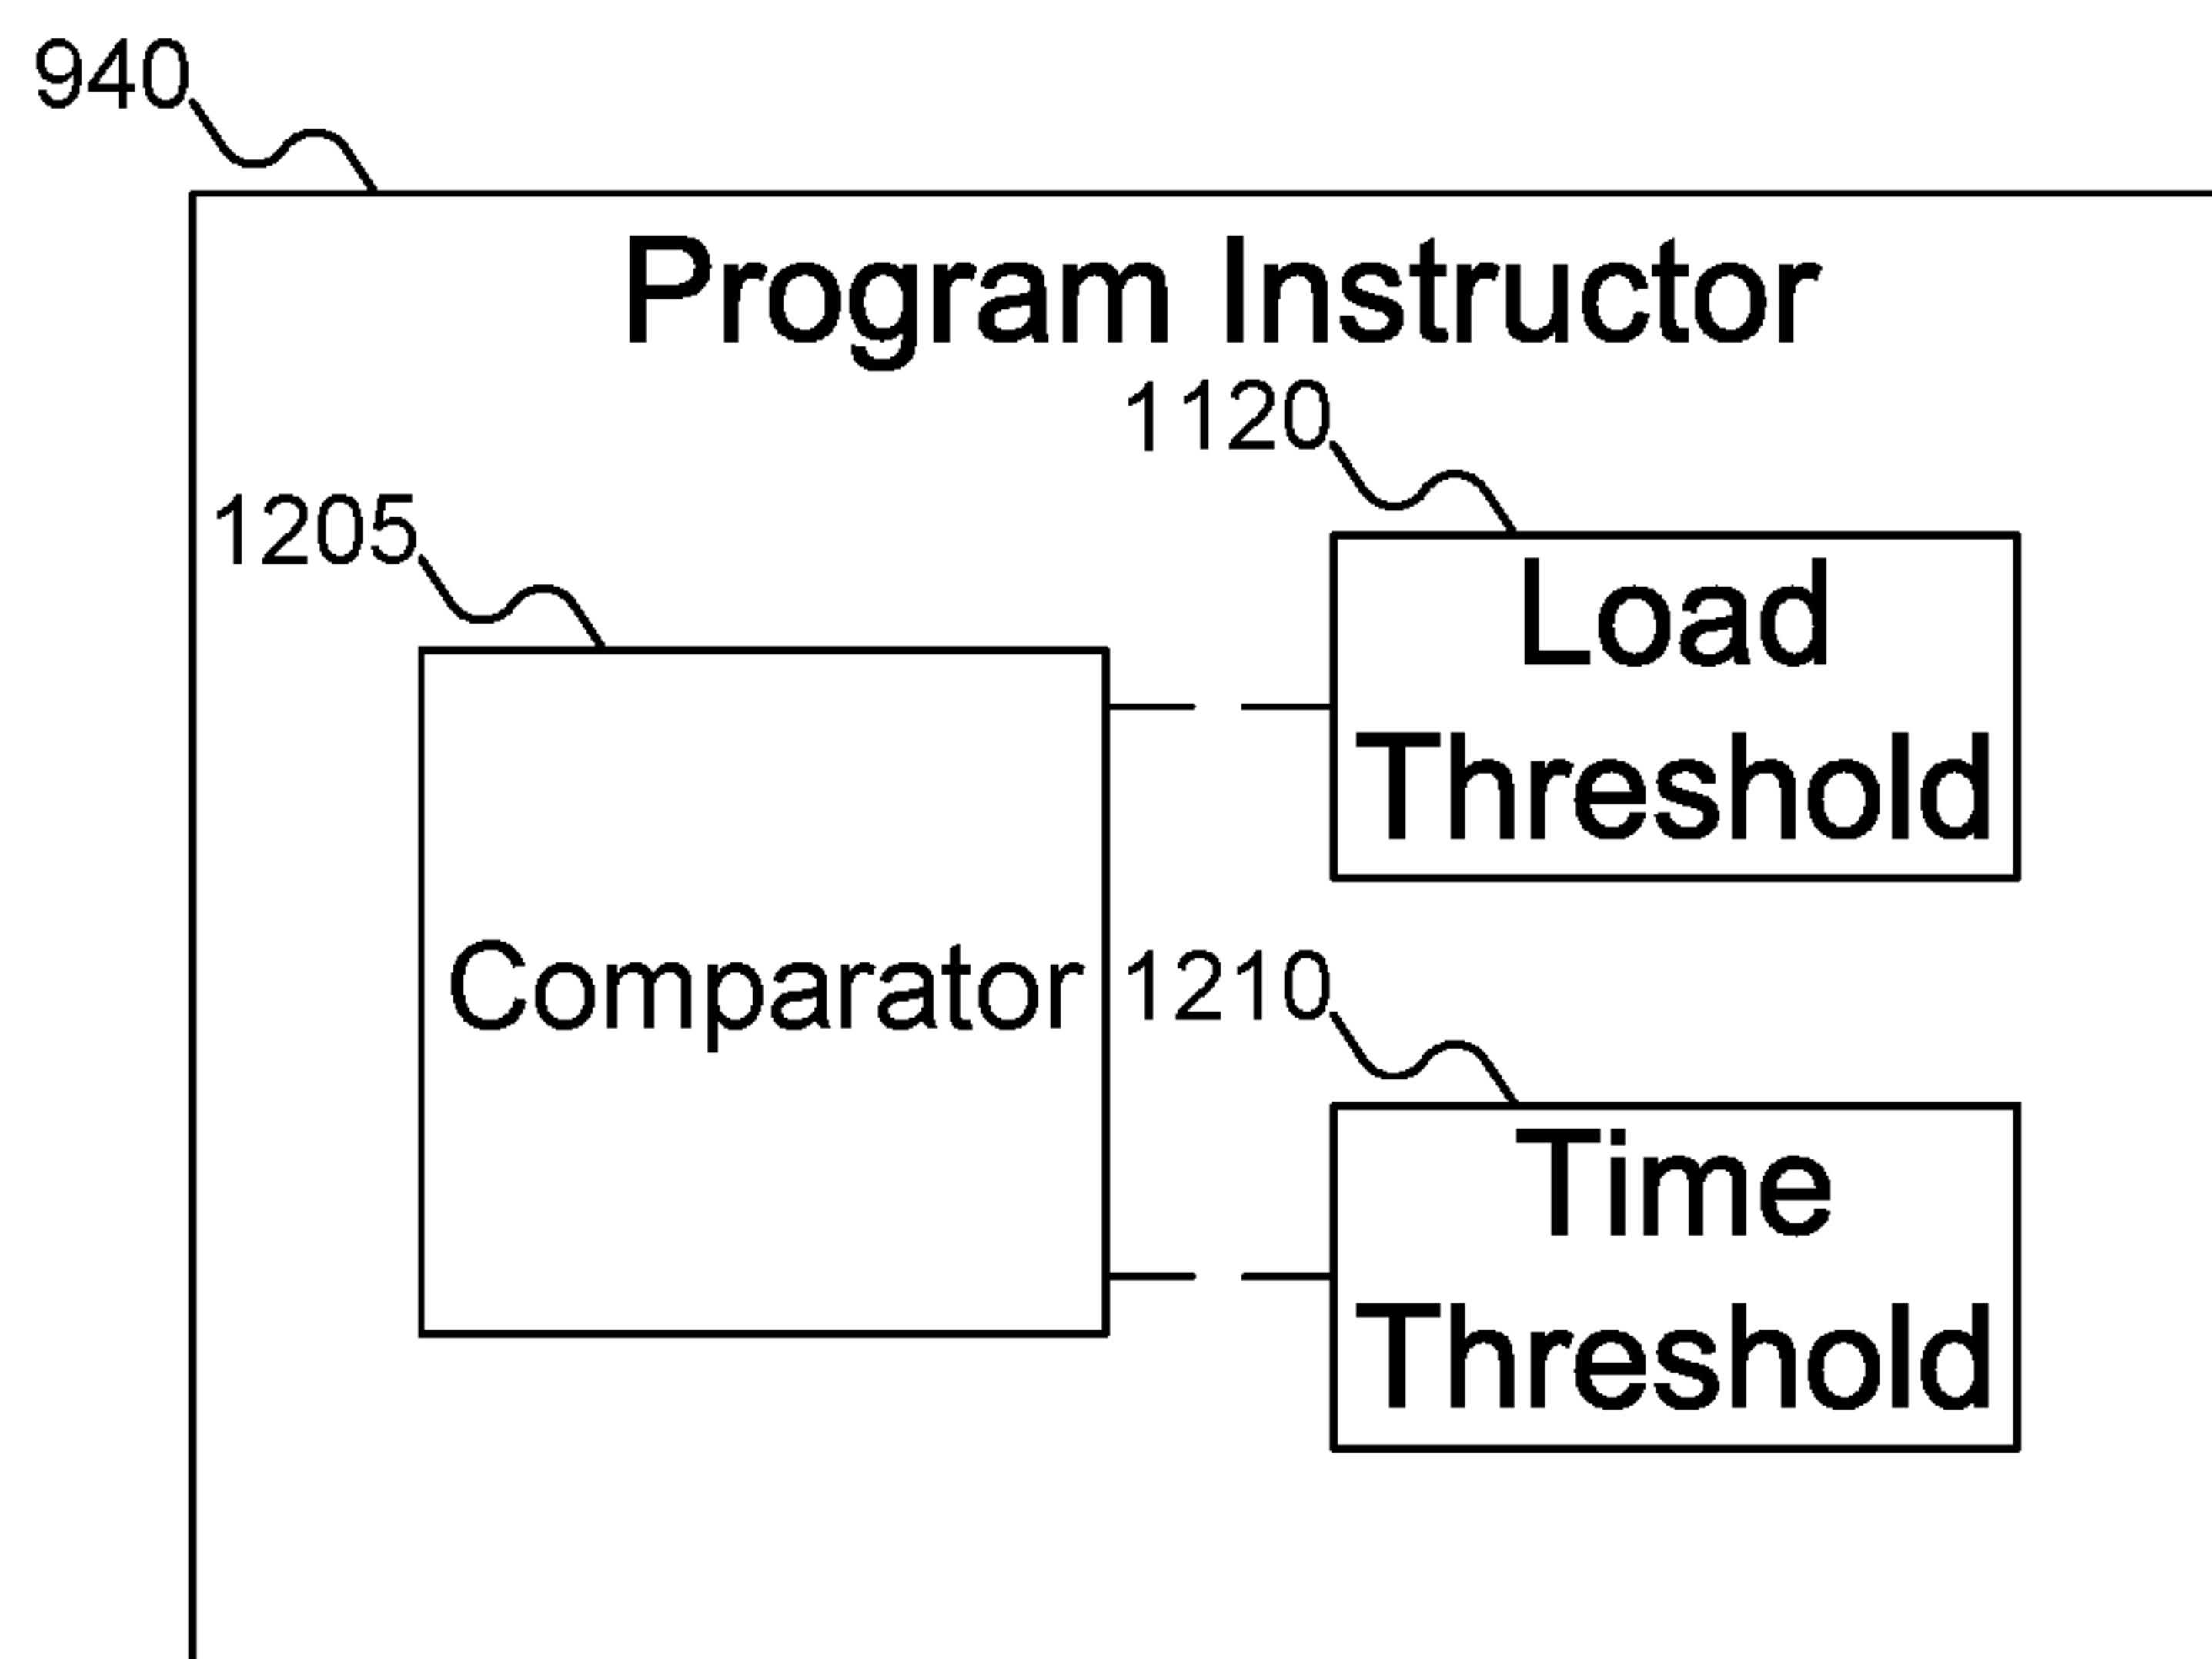 940
Program Instructor
1120
1205
Load
Threshold
Comparator
1210
Time
Threshold